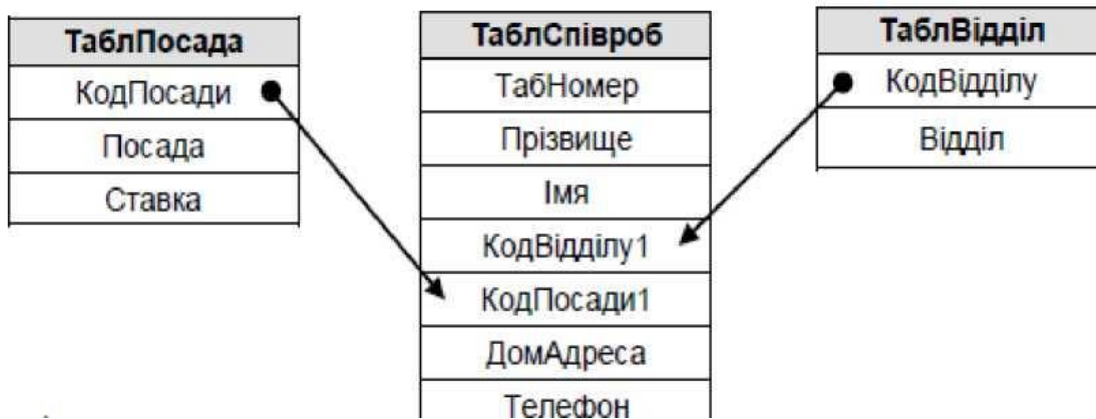 ТаблПосада
КодПосади
Посада
Ставка
ТаблСпівроб
ТабНомер
Прізвище
Імя
КодВідділу1
КодПосади1
ДомАдреса
Телефон
ТаблВідділ
КодВідділу
Відділ